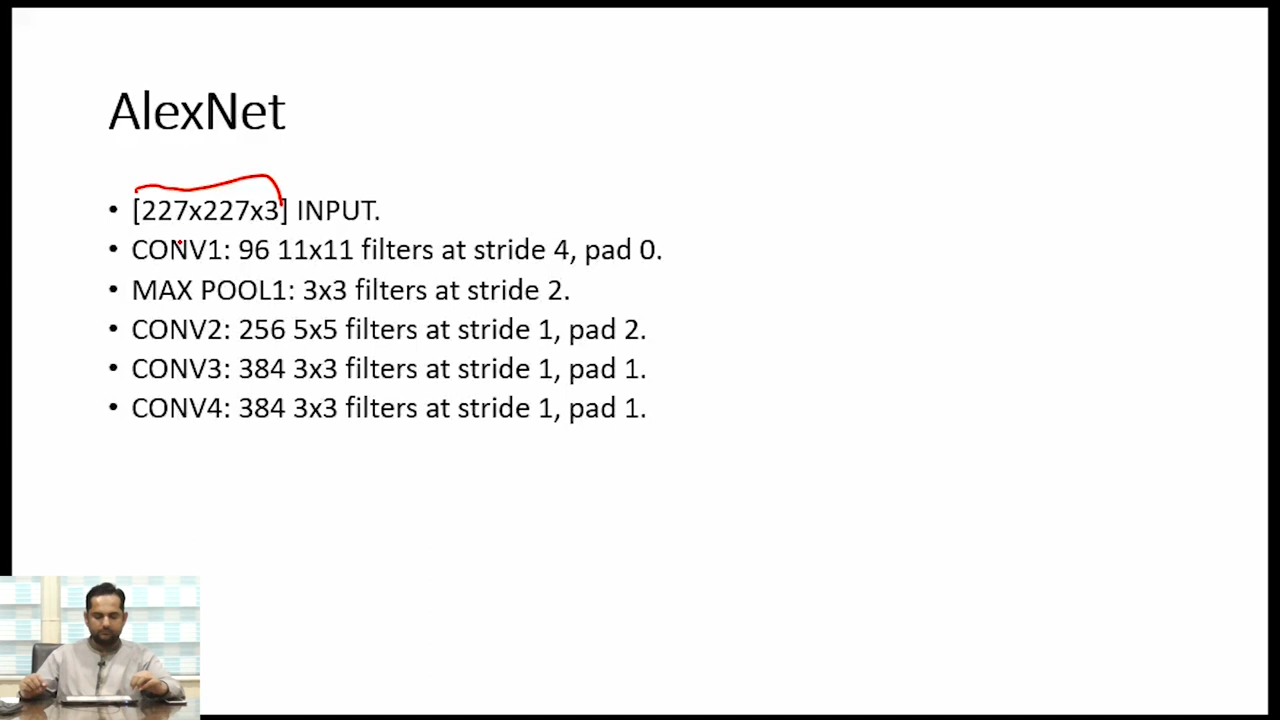 AlexNet
• [227x227x3] INPUT.
• CONV1: 96 11x11 filters at stride 4, pad 0.
• MAX POOL1: 3x3 filters at stride 2.
• CONV2: 256 5x5 filters at stride 1, pad 2.
• CONV3: 384 3x3 filters at stride 1, pad 1.
• CONV4: 384 3x3 filters at stride 1, pad 1.